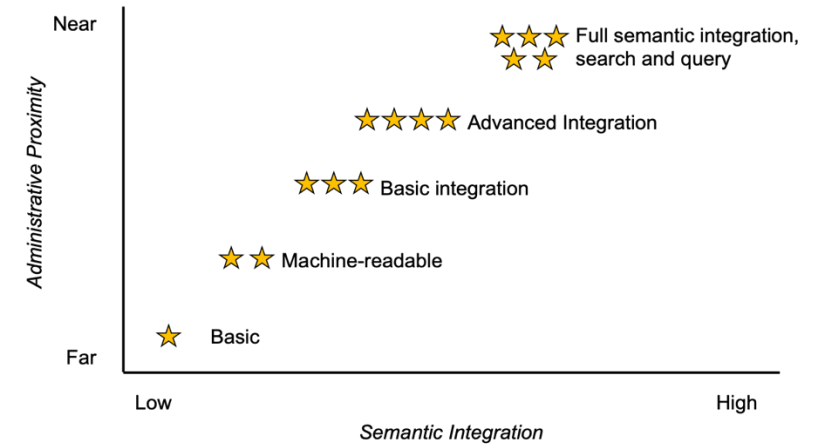 Near
Full semantic integration,
search and query
Advanced Integration
Administrative Proximity
Basic integration
Machine-readable
Basic
Far
Low
High
Semantic Integration